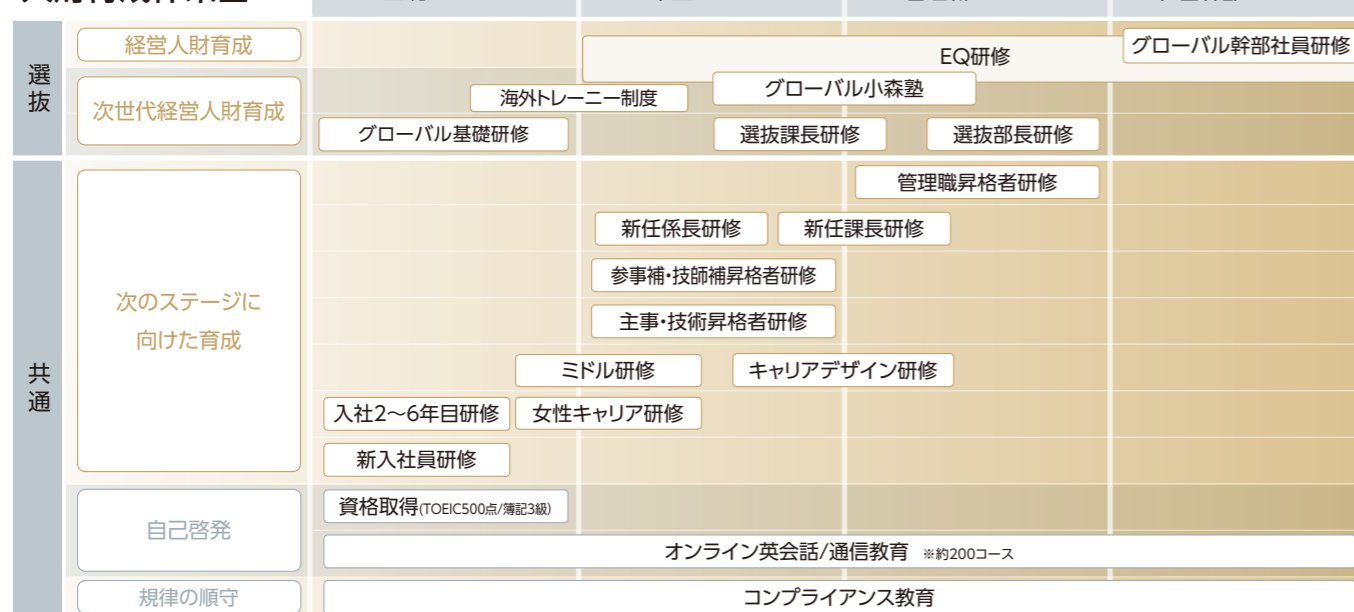 選抜
経営人財育成
EQ研修
グローバル幹部社員研修
次世代経営人財育成
海外トレーニー制度
グローバル小森塾
グローバル基礎研修
選抜課長研修
選抜部長研修
共通
次のステージに
向けた育成
管理職昇格者研修
新任係長研修
新任課長研修
参事補・技師補昇格者研修
主事・技術昇格者研修
ミドル研修
キャリアデザイン研修
入社2〜6年目研修
女性キャリア研修
新入社員研修
自己啓発
資格取得(TOEIC500点/簿記3級)
オンライン英会話/通信教育 ※約200コース
規律の順守
コンプライアンス教育